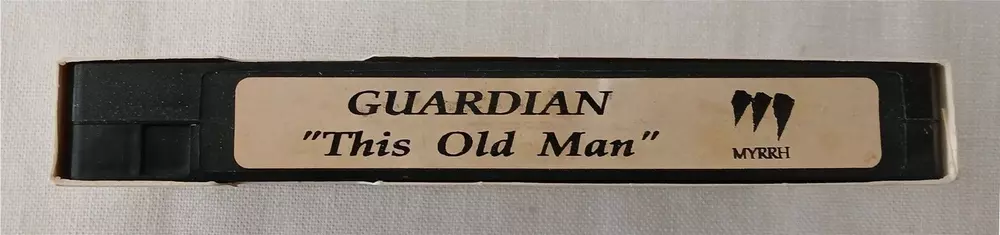 GUARDIAN
"This Old Man"
MYRRH